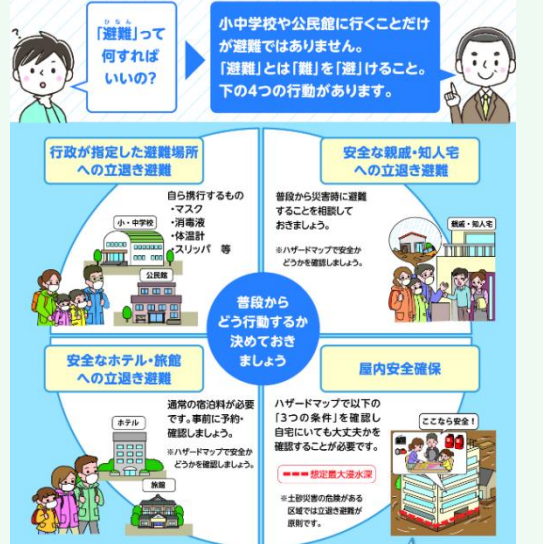 ひなん
「避難」って
何すれば
いいの?
小中学校や公民館に行くことだけ
が避難ではありません。
「避難」とは「難」を「避」けること。
下の4つの行動があります。
行政が指定した避難場所
への立退き避難
自ら携行するもの
・マスク
・消毒液
・体温計
・スリッパ 等
小・中学校
公民館
安全な親戚・知人宅
への立退き避難
普段から災害時に避難
することを相談して
おきましょう。
※ハザードマップで安全か
どうかを確認しましょう。
親戚・知人宅
普段から
どう行動するか
決めておき
ましょう
安全なホテル・旅館
への立退き避難
通常の宿泊料が必要
です。事前に予約・
確認しましょう。
※ハザードマップで安全か
どうかを確認しましょう。
ホテル
旅館
屋内安全確保
ハザードマップで以下の
「3つの条件」を確認し
自宅にいても大丈夫かを
確認することが必要です。
想定最大浸水深
※土砂災害の危険がある
区域では立退き避難が
原則です。
ここなら安全!